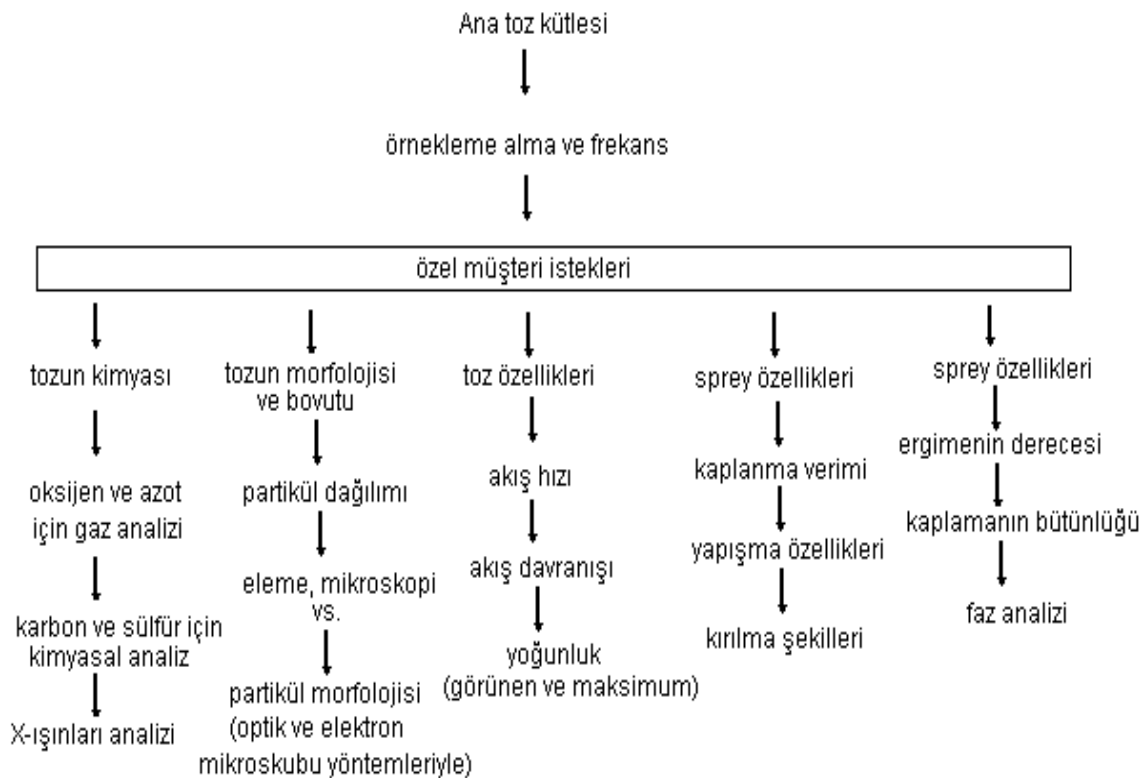 Ana toz kütlesi
örnekleme alma ve frekans
özel müşteri istekleri
tozun kimyası
oksijen ve azot
için gaz analizi
karbon ve sülfür için
kimyasal analiz
X-ışınları analizi
tozun morfolojisi
ve bovutu
partikül dağılımı
eleme, mikroskopi
vs.
partikül morfolojisi
(optik ve elektron
mikroskubu yöntemleriyle)
toz özellikleri
akış hızı
akış davranışı
yoğunluk
(görünen ve maksimum)
sprey özellikleri
kaplanma verimi
yapışma özellikleri
kırılma şekilleri
sprey özellikleri
ergimenin derecesi
kaplamanın bütünlüğü
faz analizi